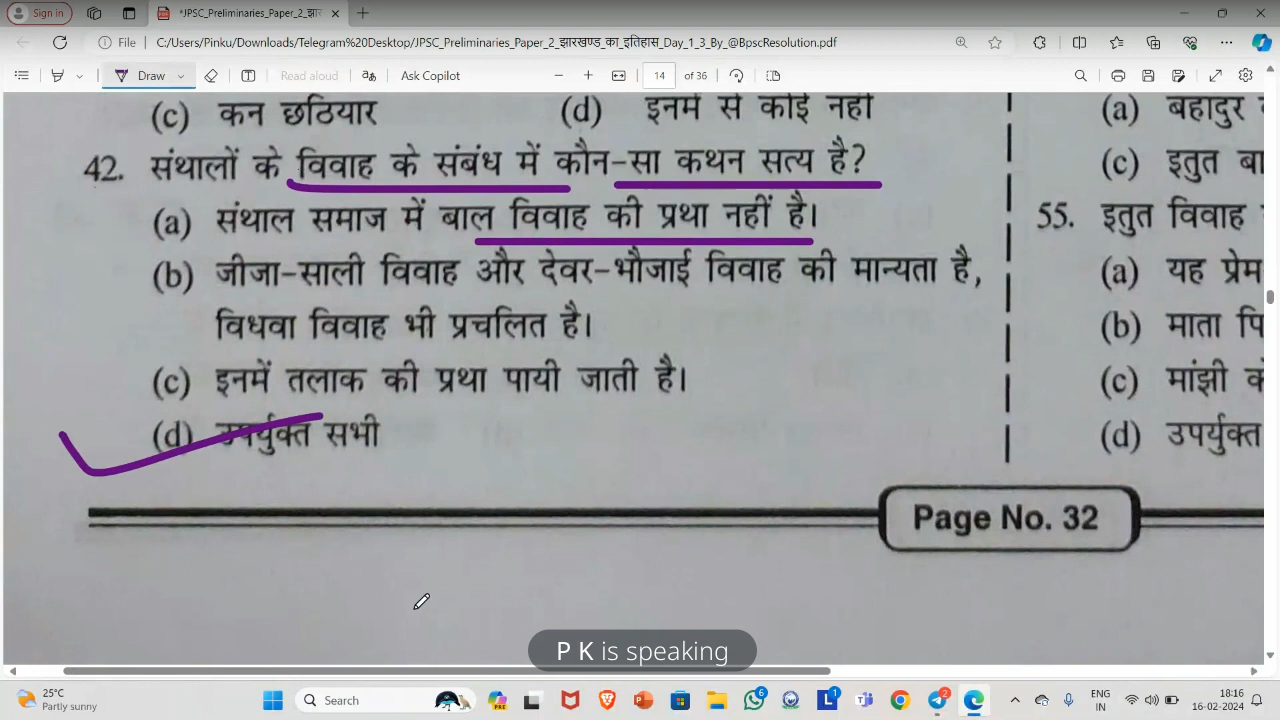 Sign in
*JPSC_Preliminaries_Paper_2_झार
File
C:/Users/Pinku/Downloads/Telegram%20Desktop/JPSC_Preliminaries_Paper_2_झारखण्ड_का_इतिहास_Day_1_3_By_@BpscResolution.pdf
Draw
Read aloud
Ask Copilot
14 of 36
(c) कन छठियार (d) इनमें से कोई नहीं
42. संथालों के विवाह के संबंध में कौन-सा कथन सत्य है?
(a) संथाल समाज में बाल विवाह की प्रथा नहीं है।
(b) जीजा-साली विवाह और देवर-भौजाई विवाह की मान्यता है,
विधवा विवाह भी प्रचलित है।
(c) इनमें तलाक की प्रथा पायी जाती है।
(d) उपर्युक्त सभी
(a) बहादुर
(c) इतुत बा
55. इतुत विवाह
(a) यह प्रेम
(b) माता पि
(c) मांझी
(d) उपर्युक्त
Page No. 32
P K is speaking
25°C
Partly sunny
Search
ENG
IN
18:18
16-02-2024